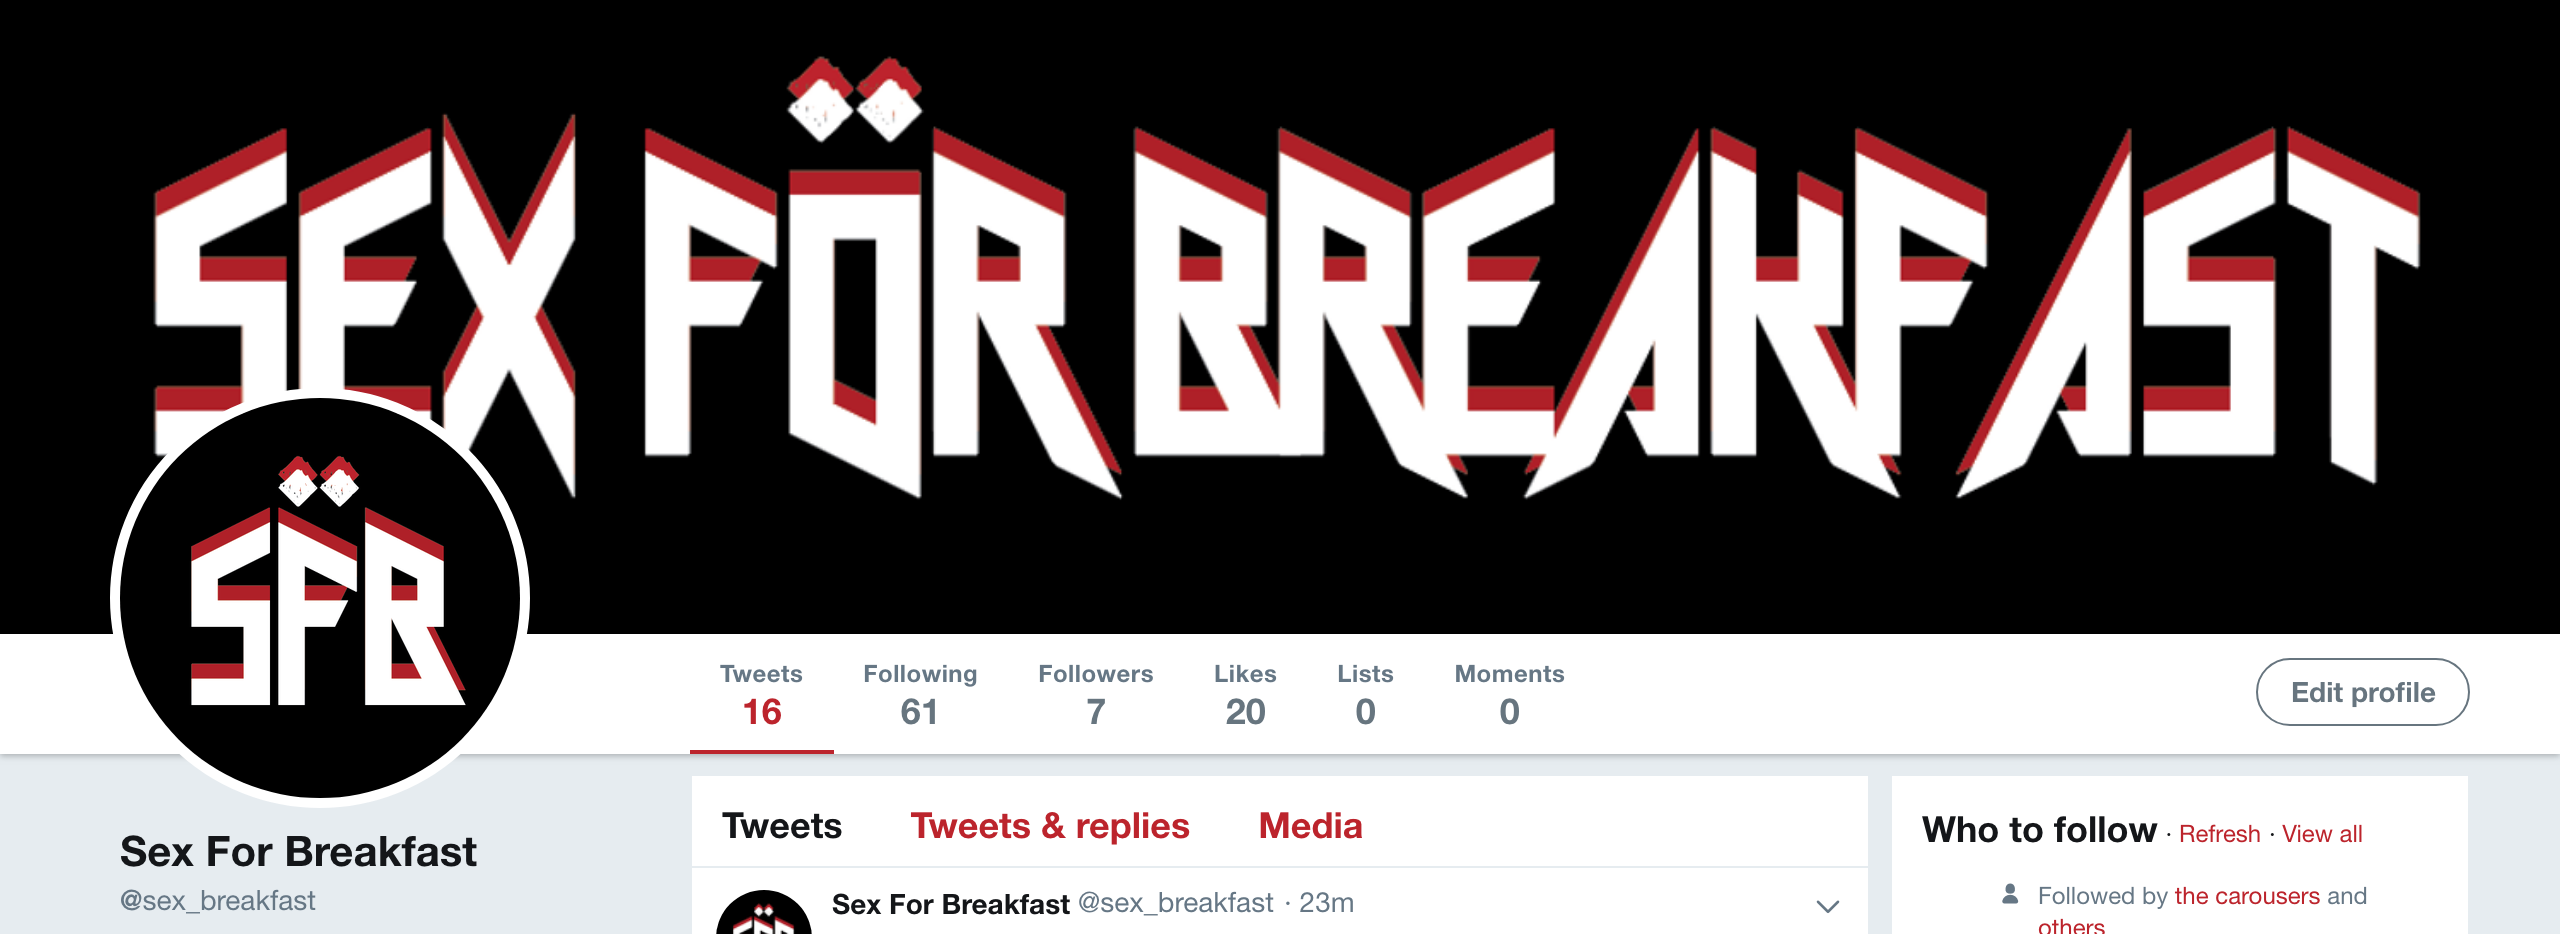 SEX FÖR BREAKFAST
SFB
Tweets Following Followers Likes Lists Moments
16 61 7 20 0 0
Edit profile
Sex For Breakfast
@sex_breakfast
Tweets Tweets & replies Media
Sex For Breakfast @sex_breakfast · 23m
Who to follow · Refresh · View all
Followed by the carousers and
others